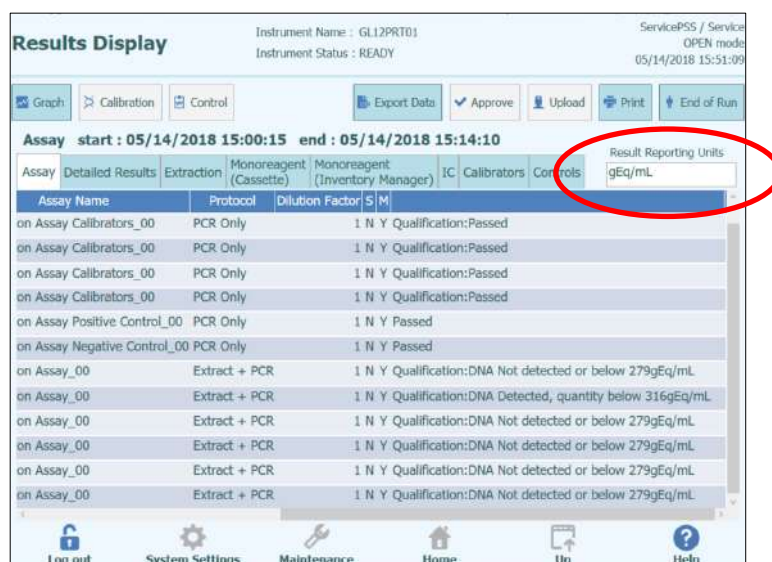 Results Display
Instrument Name : GL12PRT01
Instrument Status : READY
ServicePSS / Service
OPEN mode
05/14/2018 15:51:09
Graph Calibration Control Export Data Approve Upload Print End of Run
Assay start : 05/14/2018 15:00:15 end : 05/14/2018 15:14:10
Result Reporting Units
gEq/mL
Assay Detailed Results Extraction Monoreagent (Cassette) Monoreagent (Inventory Manager) IC Calibrators Controls
Assay Name Protocol Dilution Factor S M
on Assay Calibrators_00 PCR Only 1 N Y Qualification:Passed
on Assay Calibrators_00 PCR Only 1 N Y Qualification:Passed
on Assay Calibrators_00 PCR Only 1 N Y Qualification:Passed
on Assay Calibrators_00 PCR Only 1 N Y Qualification:Passed
on Assay Positive Control_00 PCR Only 1 N Y Passed
on Assay Negative Control_00 PCR Only 1 N Y Passed
on Assay_00 Extract + PCR 1 N Y Qualification:DNA Not detected or below 279gEq/mL
on Assay_00 Extract + PCR 1 N Y Qualification:DNA Detected, quantity below 316gEq/mL
on Assay_00 Extract + PCR 1 N Y Qualification:DNA Not detected or below 279gEq/mL
on Assay_00 Extract + PCR 1 N Y Qualification:DNA Not detected or below 279gEq/mL
on Assay_00 Extract + PCR 1 N Y Qualification:DNA Not detected or below 279gEq/mL
on Assay_00 Extract + PCR 1 N Y Qualification:DNA Not detected or below 279gEq/mL
Log out System Settings Maintenance Home Up Help